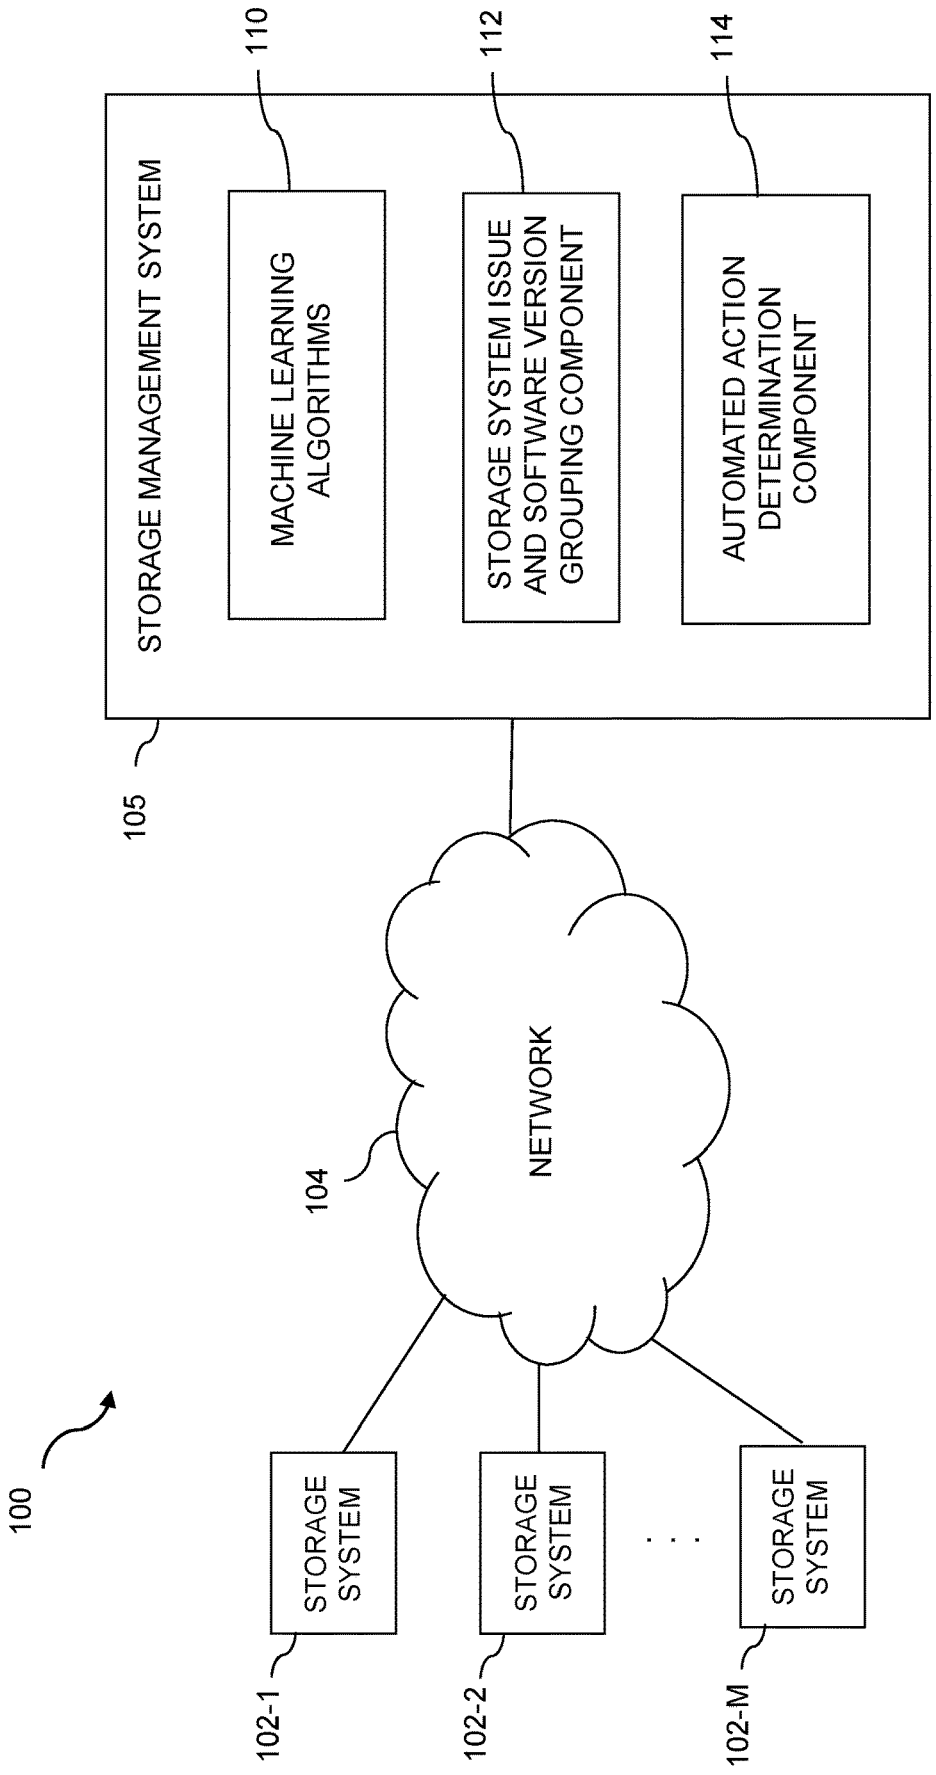 100
102-1
STORAGE
SYSTEM
102-2
STORAGE
SYSTEM
. . .
102-M
STORAGE
SYSTEM
104
NETWORK
105
STORAGE MANAGEMENT SYSTEM
MACHINE LEARNING
ALGORITHMS
110
STORAGE SYSTEM ISSUE
AND SOFTWARE VERSION
GROUPING COMPONENT
112
AUTOMATED ACTION
DETERMINATION
COMPONENT
114